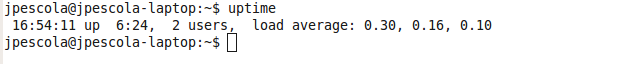 jpescola@jpescola-laptop:~$ uptime
 16:54:11 up  6:24,  2 users,  load average: 0.30, 0.16, 0.10
jpescola@jpescola-laptop:~$